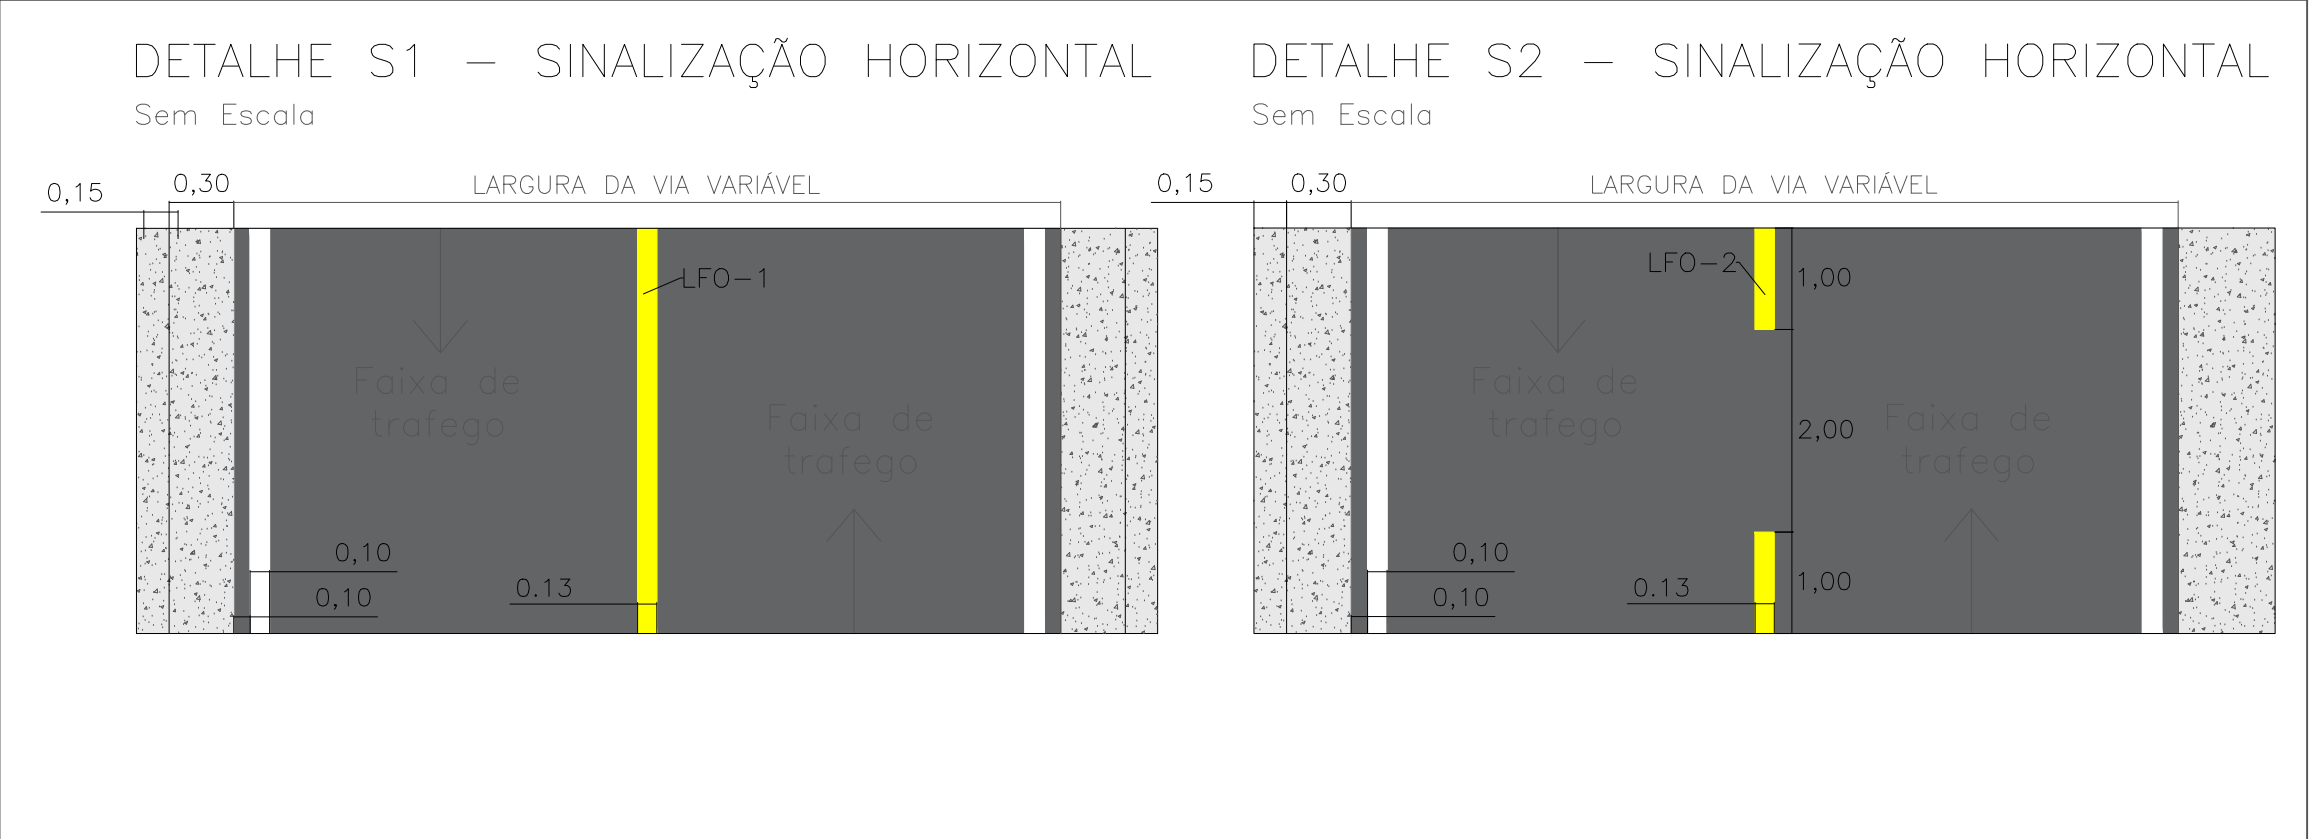 DETALHE S1 – SINALIZAÇÃO HORIZONTAL
Sem Escala
0,15
0,30
LARGURA DA VIA VARIÁVEL
LFO-1
Faixa de
trafego
Faixa de
trafego
0,10
0,10
0.13
DETALHE S2 – SINALIZAÇÃO HORIZONTAL
Sem Escala
0,15
0,30
LARGURA DA VIA VARIÁVEL
LFO-2
1,00
Faixa de
trafego
2,00
Faixa de
trafego
0,10
0,10
0.13
1,00